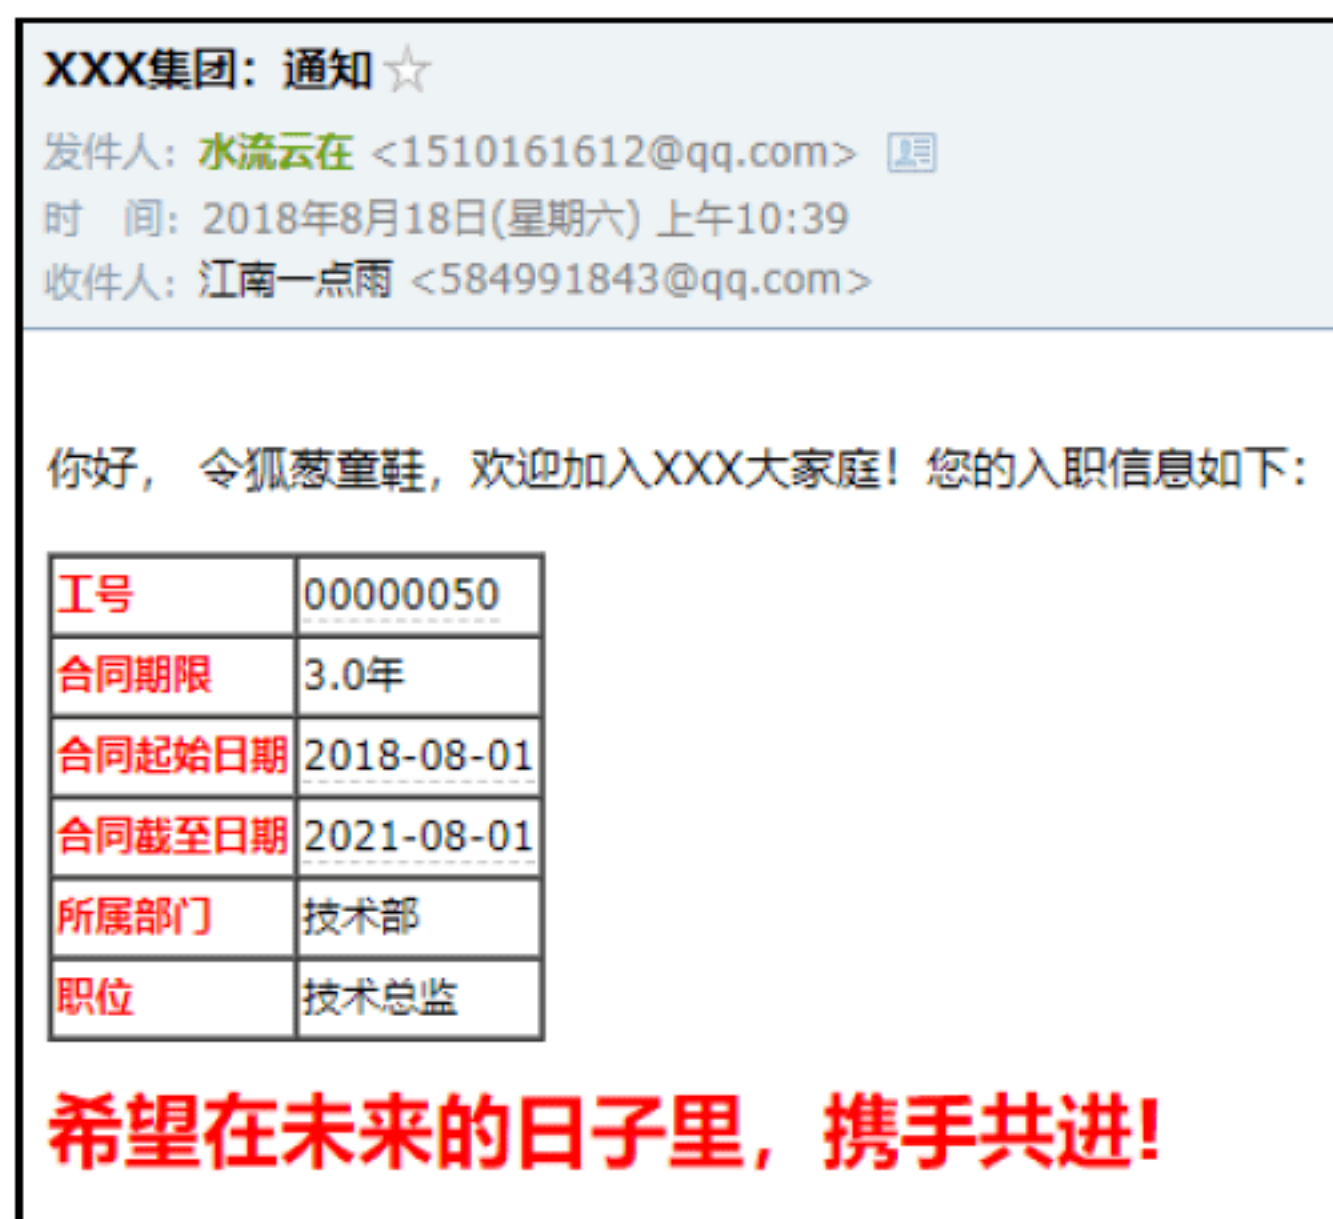 XXX集团：通知
发件人：水流云在 <1510161612@qq.com>
时 间：2018年8月18日(星期六) 上午10:39
收件人：江南一点雨 <584991843@qq.com>
你好， 令狐葱童鞋，欢迎加入XXX大家庭！您的入职信息如下：
工号 00000050
合同期限 3.0年
合同起始日期 2018-08-01
合同截至日期 2021-08-01
所属部门 技术部
职位 技术总监
希望在未来的日子里，携手共进!